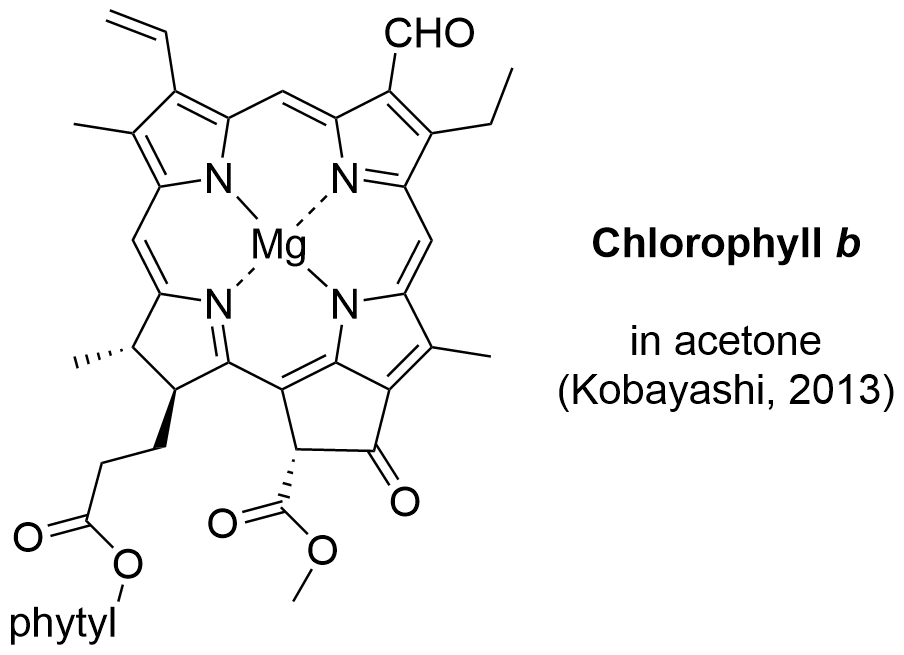 CHO
N
N
Mg
N
N
Chlorophyll b
in acetone
(Kobayashi, 2013)
O
O
O
O
O
phytyl